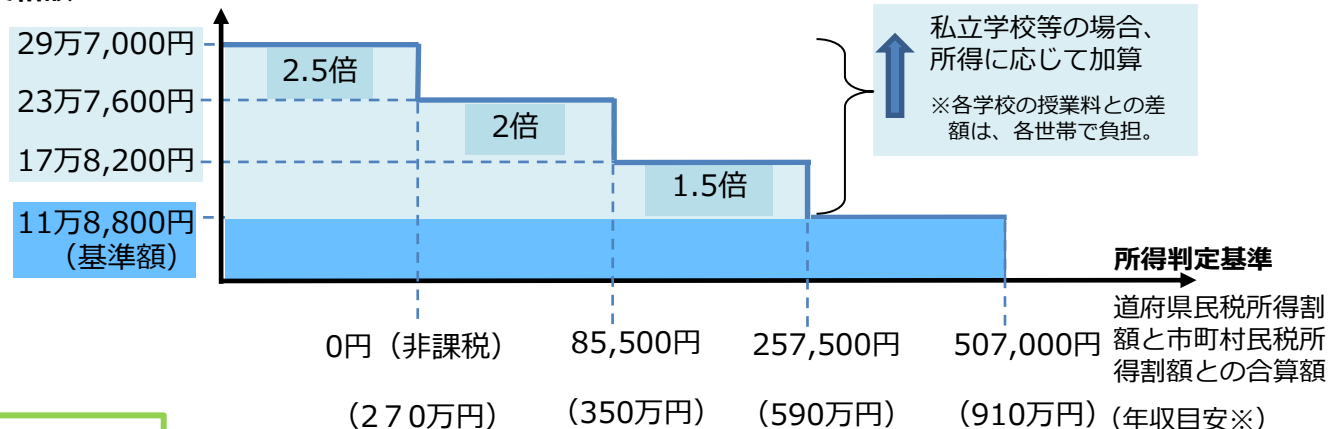 29万7,000円
23万7,600円
17万8,200円
11万8,800円
（基準額）
2.5倍
2倍
1.5倍
私立学校等の場合、
所得に応じて加算
※各学校の授業料との差
額は、各世帯で負担。
所得判定基準
道府県民税所得割
額と市町村民税所
得割額との合算額
0円（非課税）
85,500円
257,500円
507,000円
（２７０万円）
（350万円）
（590万円）
（910万円）
（年収目安※）